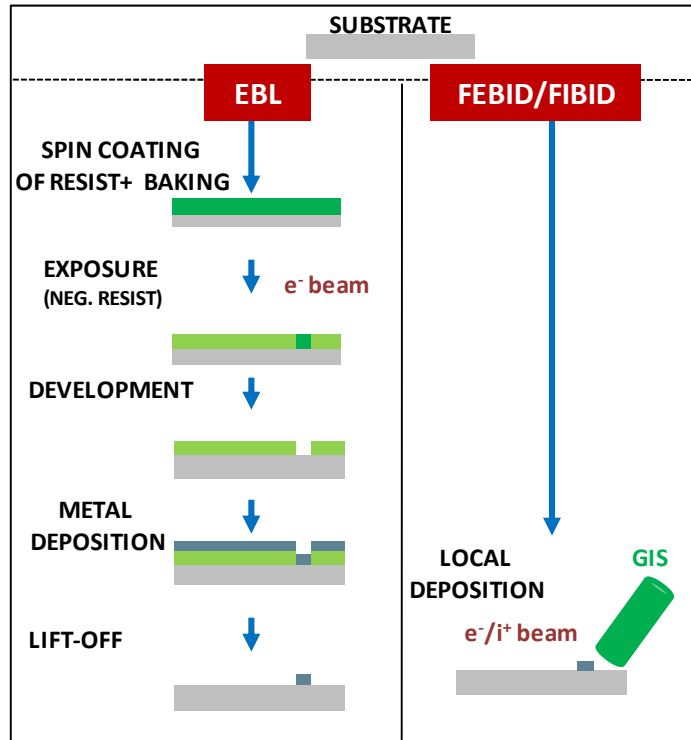 SUBSTRATE
EBL
SPIN COATING
OF RESIST+ BAKING
EXPOSURE
(NEG. RESIST)
e⁻ beam
DEVELOPMENT
METAL
DEPOSITION
LIFT-OFF
FEBID/FIBID
LOCAL
DEPOSITION
GIS
e⁻/i⁺ beam